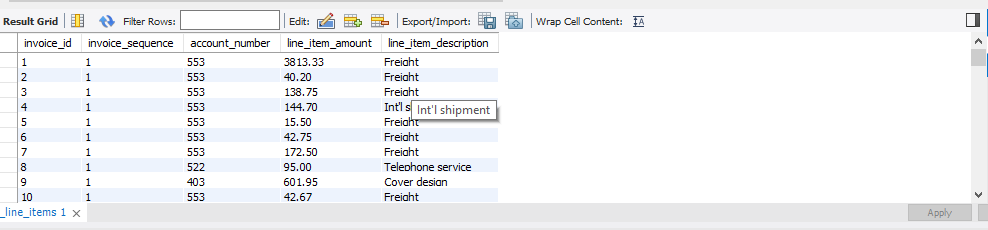 Result Grid Filter Rows: Edit: Export/Import: Wrap Cell Content: IA
invoice_id invoice_sequence account_number line_item_amount line_item_description
1 1 553 3813.33 Freight
2 1 553 40.20 Freight
3 1 553 138.75 Freight
4 1 553 144.70 Int'l s
Int'l shipment
5 1 553 15.50 Freight
6 1 553 42.75 Freight
7 1 553 172.50 Freight
8 1 522 95.00 Telephone service
9 1 403 601.95 Cover design
10 1 553 42.67 Freight
_line_items 1 × Apply